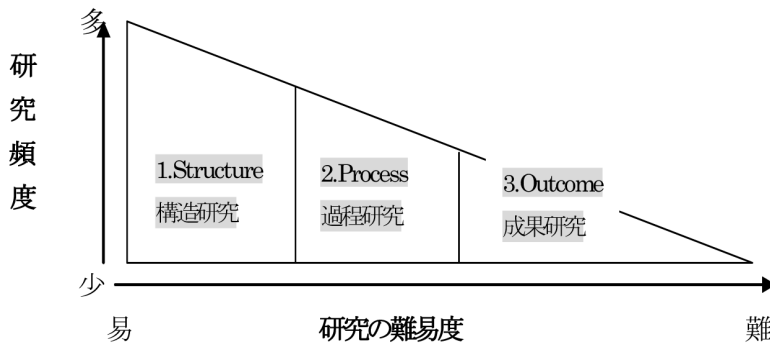 多
研究頻度
1.Structure
構造研究
2.Process
過程研究
3.Outcome
成果研究
少
易
研究の難易度
難